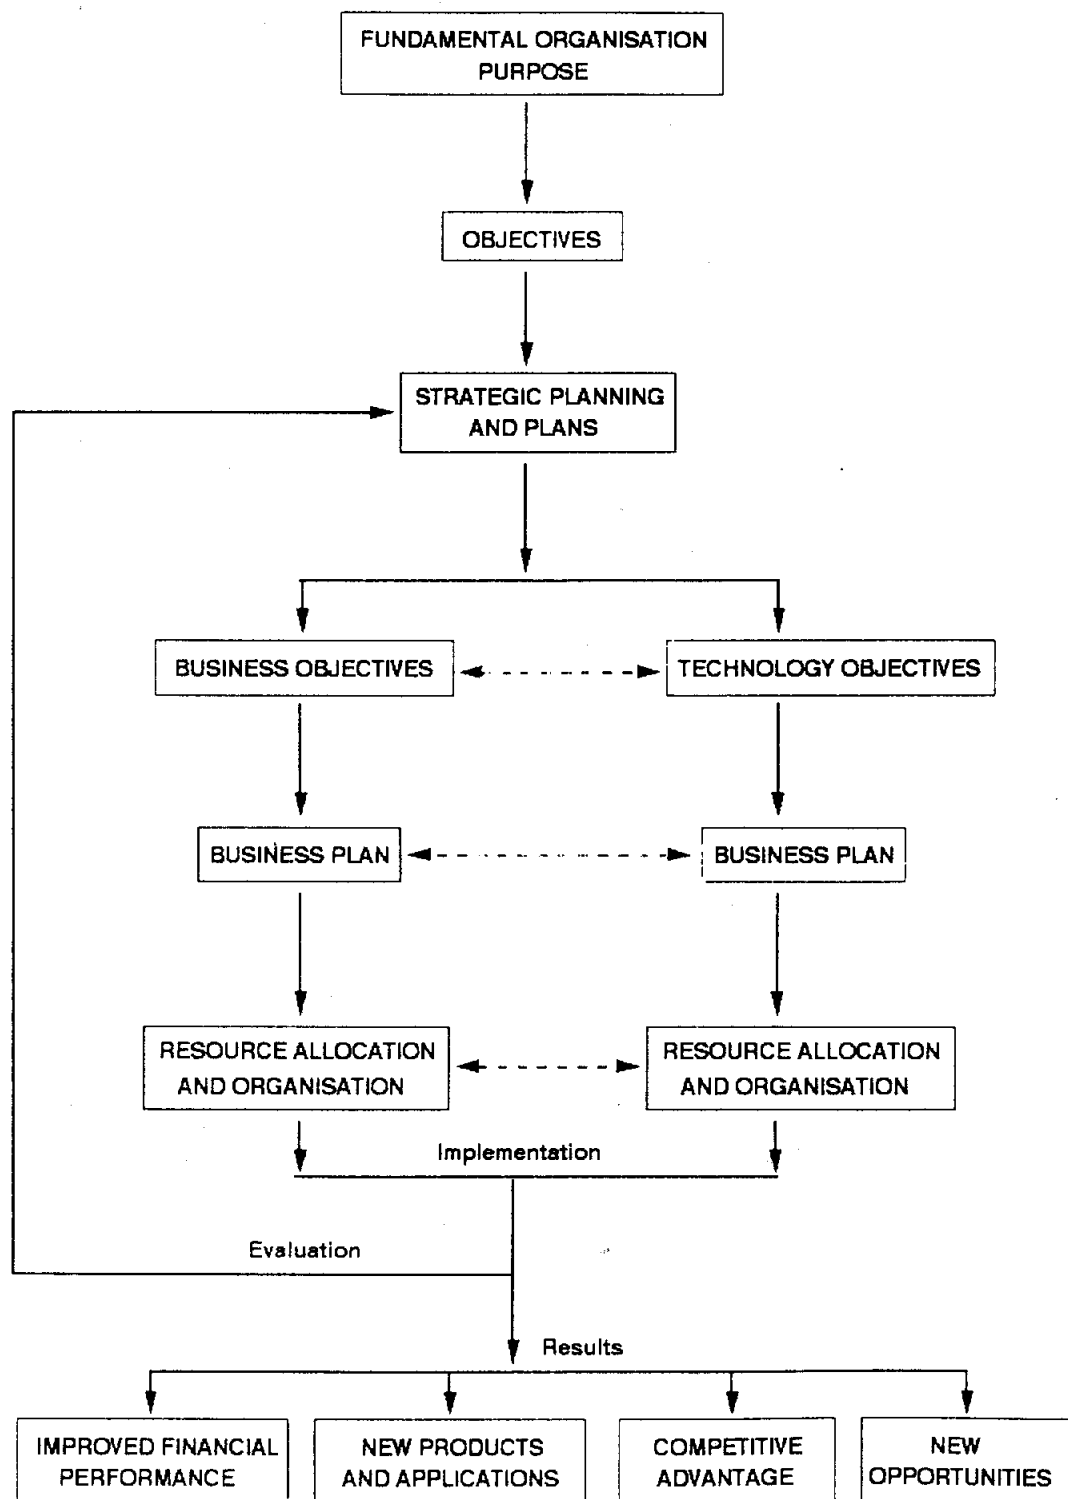 FUNDAMENTAL ORGANISATION
PURPOSE
OBJECTIVES
STRATEGIC PLANNING
AND PLANS
BUSINESS OBJECTIVES
TECHNOLOGY OBJECTIVES
BUSINESS PLAN
BUSINESS PLAN
RESOURCE ALLOCATION
AND ORGANISATION
RESOURCE ALLOCATION
AND ORGANISATION
Implementation
Evaluation
Results
IMPROVED FINANCIAL
PERFORMANCE
NEW PRODUCTS
AND APPLICATIONS
COMPETITIVE
ADVANTAGE
NEW
OPPORTUNITIES